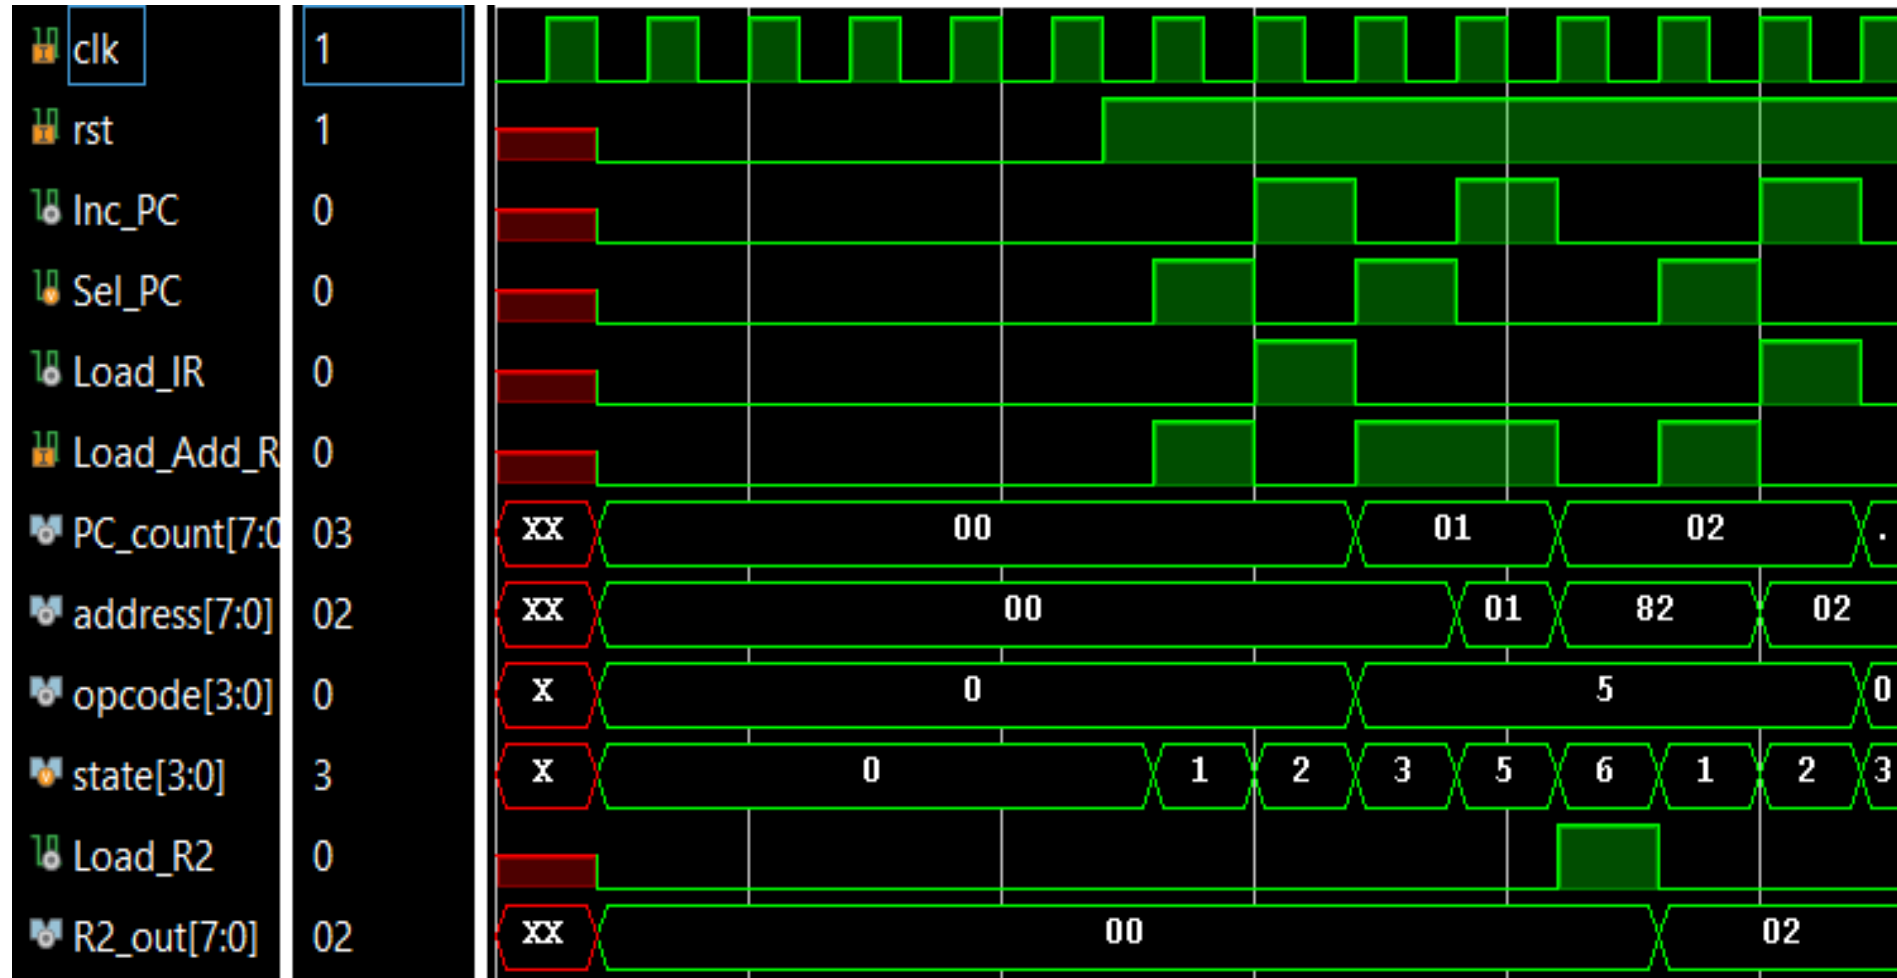 clk 1
rst 1
Inc_PC 0
Sel_PC 0
Load_IR 0
Load_Add_R 0
PC_count[7:0 03 XX 00 01 02 .
address[7:0] 02 XX 00 01 82 02
opcode[3:0] 0 X 0 5 0
state[3:0] 3 X 0 1 2 3 5 6 1 2 3
Load_R2 0
R2_out[7:0] 02 XX 00 02